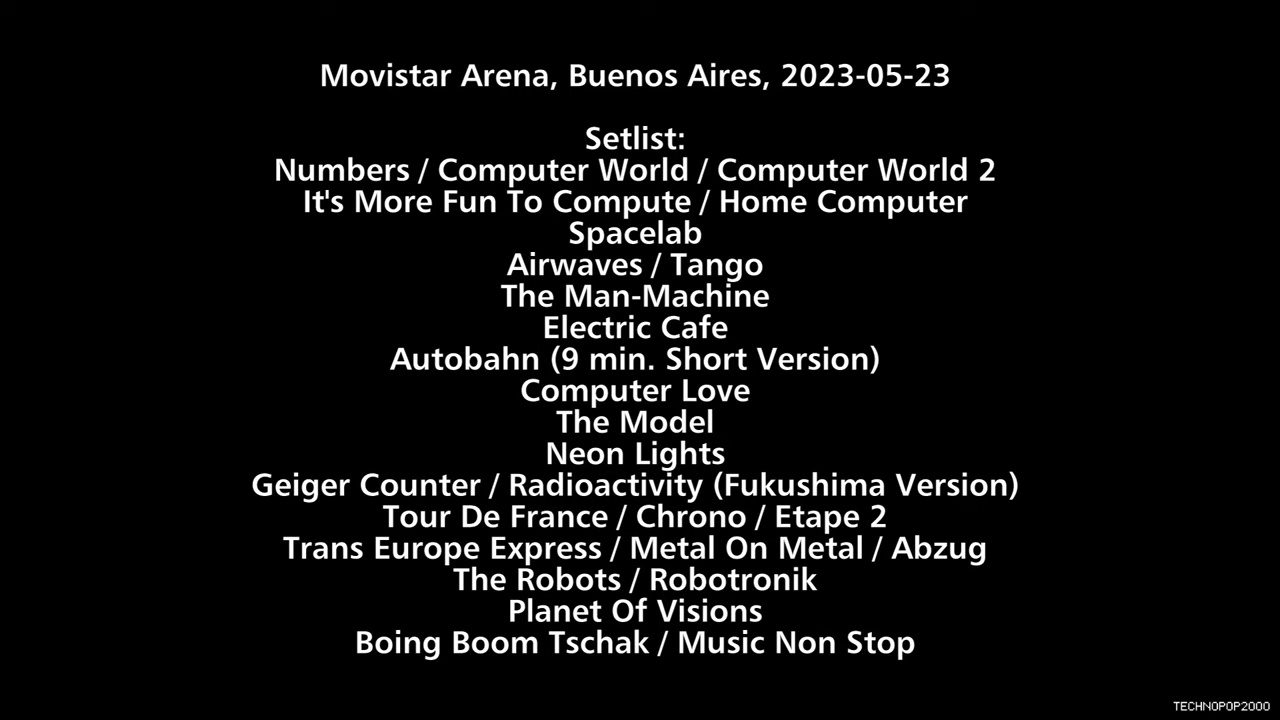 Movistar Arena, Buenos Aires, 2023-05-23
Setlist:
Numbers / Computer World / Computer World 2
It's More Fun To Compute / Home Computer
Spacelab
Airwaves / Tango
The Man-Machine
Electric Cafe
Autobahn (9 min. Short Version)
Computer Love
The Model
Neon Lights
Geiger Counter / Radioactivity (Fukushima Version)
Tour De France / Chrono / Etape 2
Trans Europe Express / Metal On Metal / Abzug
The Robots / Robotronik
Planet Of Visions
Boing Boom Tschak / Music Non Stop
TECHNOPOP2000